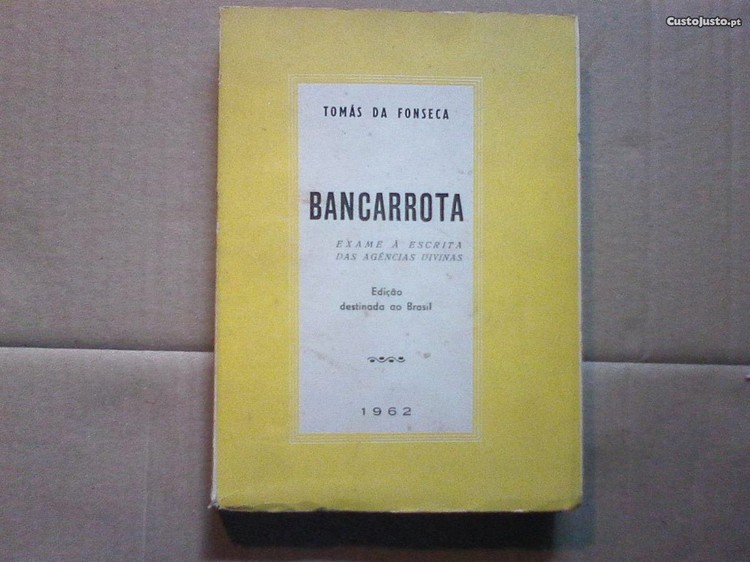 CustoJusto.pt
TOMÁS DA FONSECA
BANCARROTA
EXAME À ESCRITA
DAS AGÊNCIAS DIVINAS
Edição
destinada ao Brasil
1962